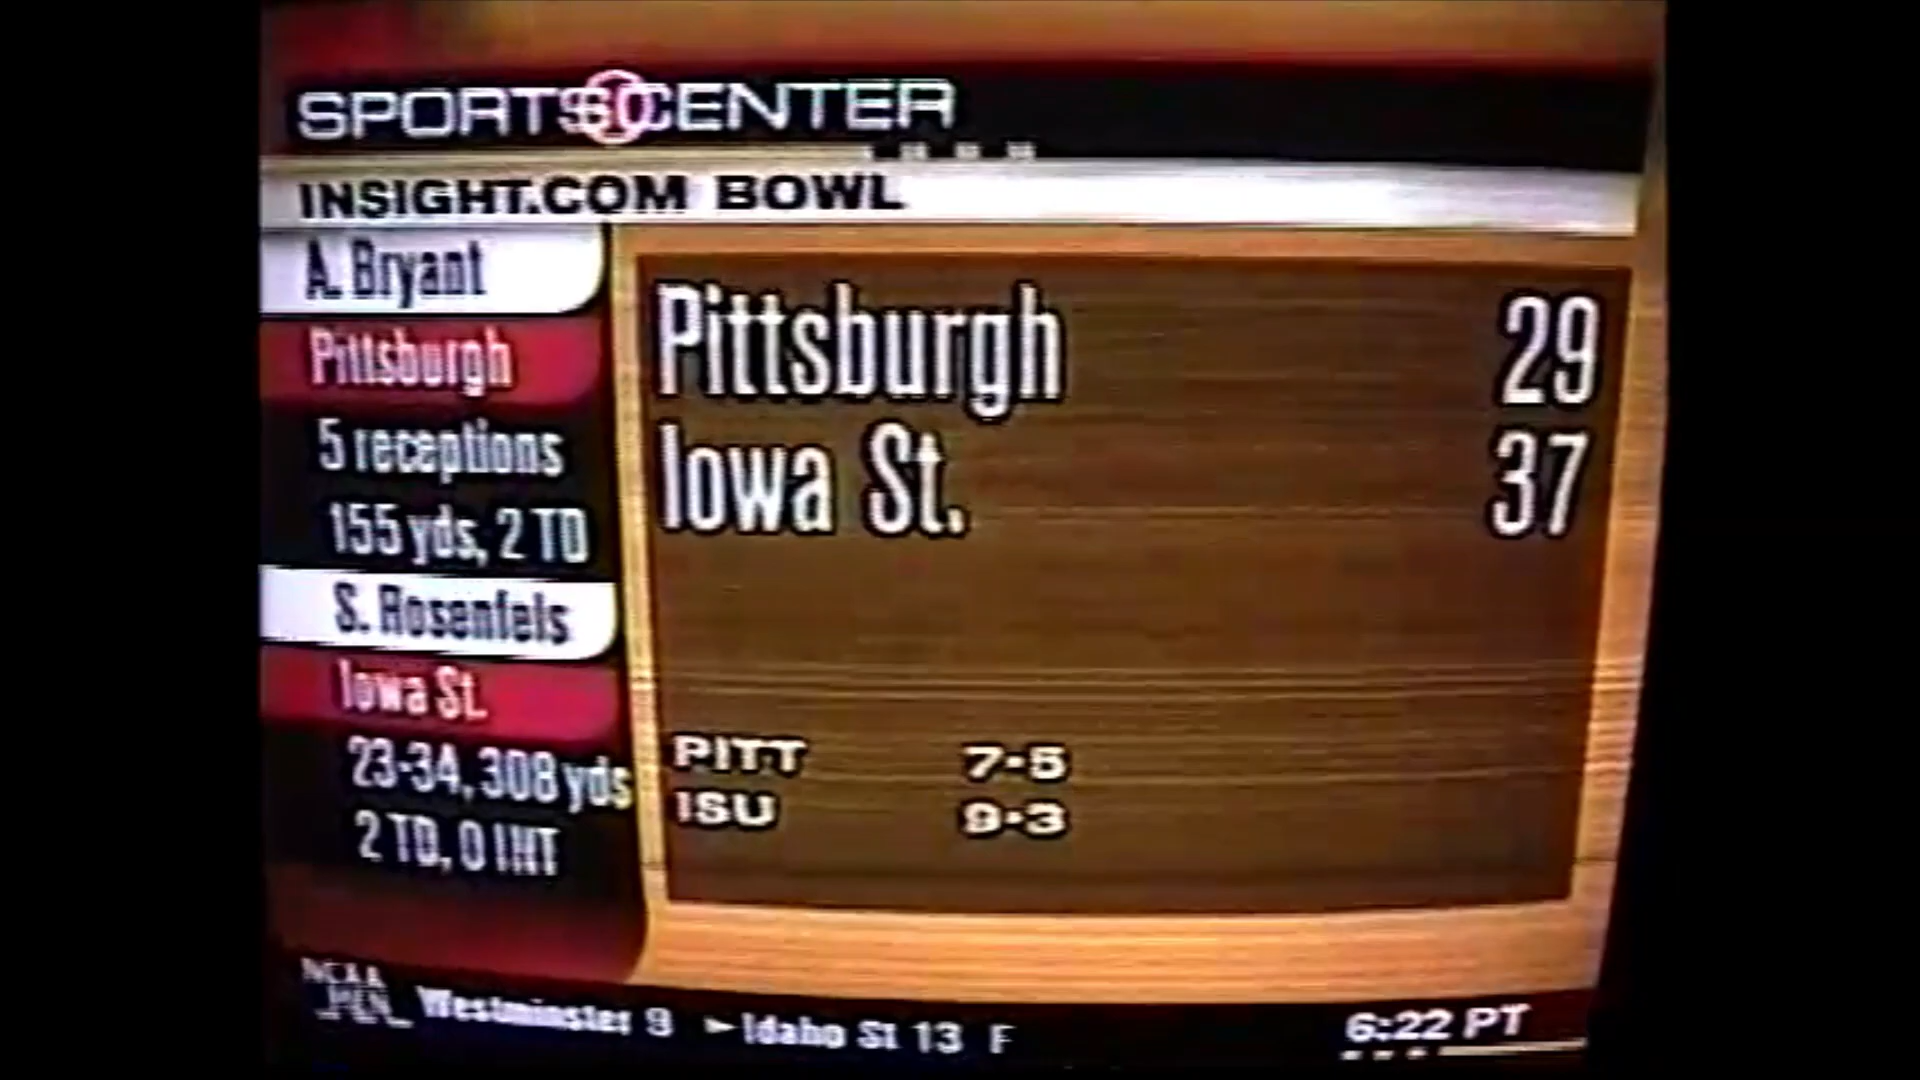 SPORTSCENTER
INSIGHT.COM BOWL
A. Bryant
Pittsburgh
5 receptions
155 yds, 2 TD
S. Rosenfels
Iowa St.
23-34, 308 yds
2 TD, 0 INT
Pittsburgh 29
Iowa St. 37
PITT 7-5
ISU 9-3
NCAA
Westminster 9 ►Idaho St 13 F
6:22 PT